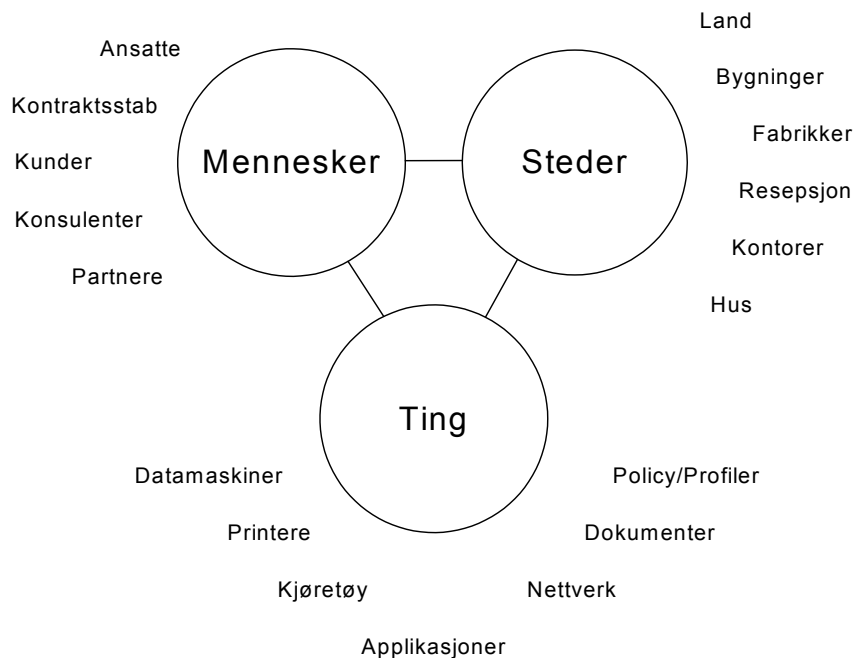 Ansatte
Kontraktsstab
Kunder
Konsulenter
Partnere
Mennesker
Steder
Land
Bygninger
Fabrikker
Resepsjon
Kontorer
Hus
Ting
Datamaskiner
Printere
Kjøretøy
Applikasjoner
Policy/Profiler
Dokumenter
Nettverk